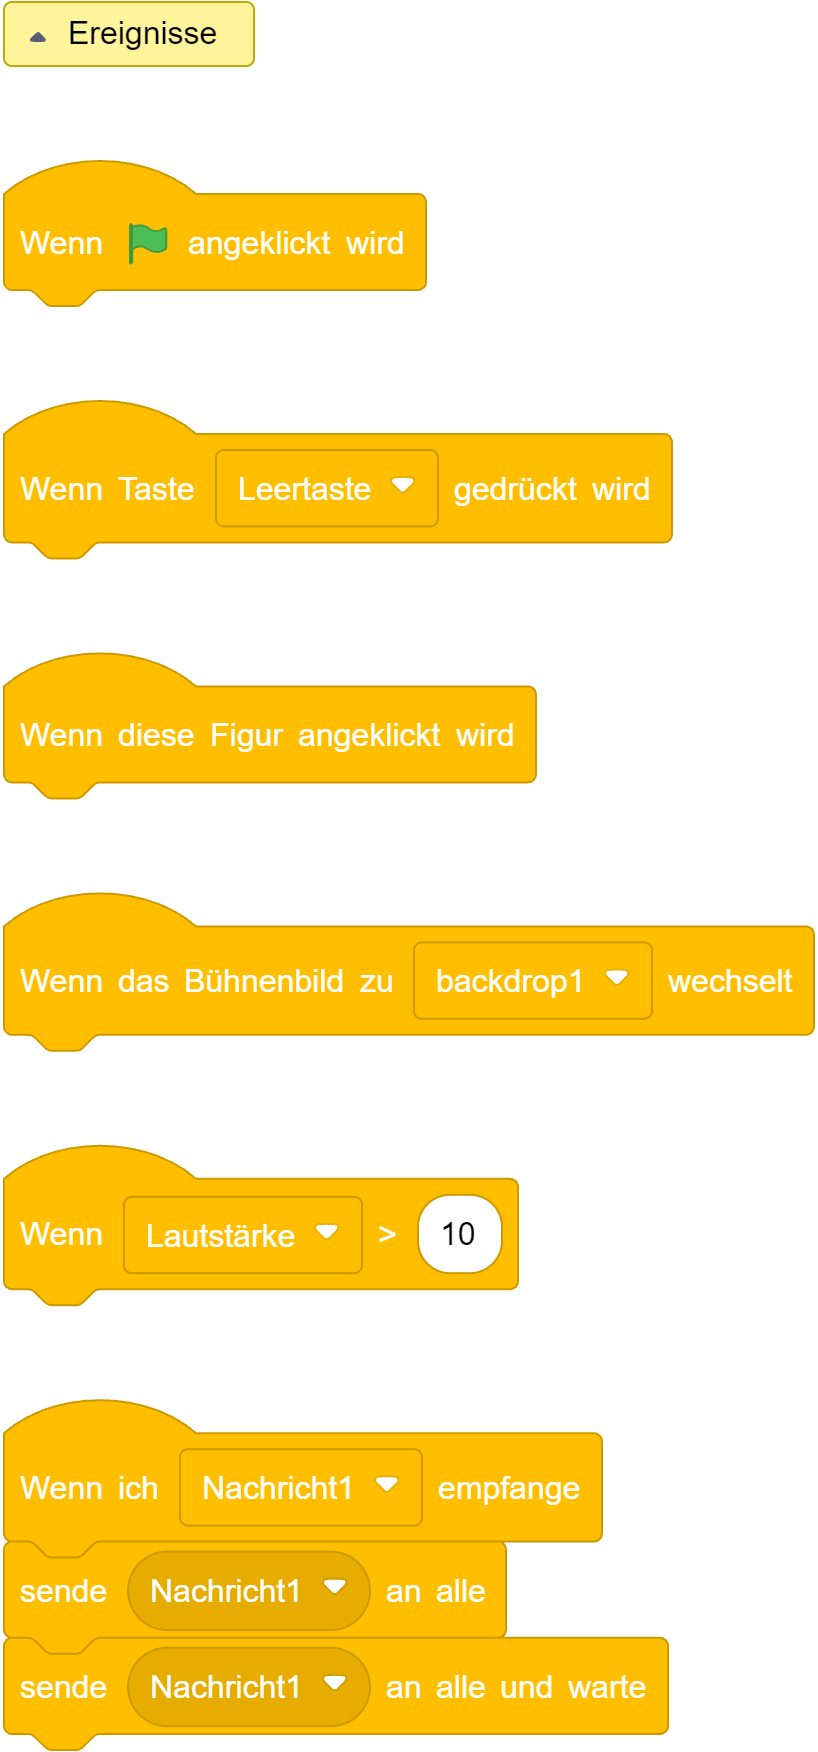 Ereignisse
Wenn angeklickt wird
Wenn Taste Leertaste gedrückt wird
Wenn diese Figur angeklickt wird
Wenn das Bühnenbild zu backdrop1 wechselt
Wenn Lautstärke > 10
Wenn ich Nachricht1 empfange
sende Nachricht1 an alle
sende Nachricht1 an alle und warte